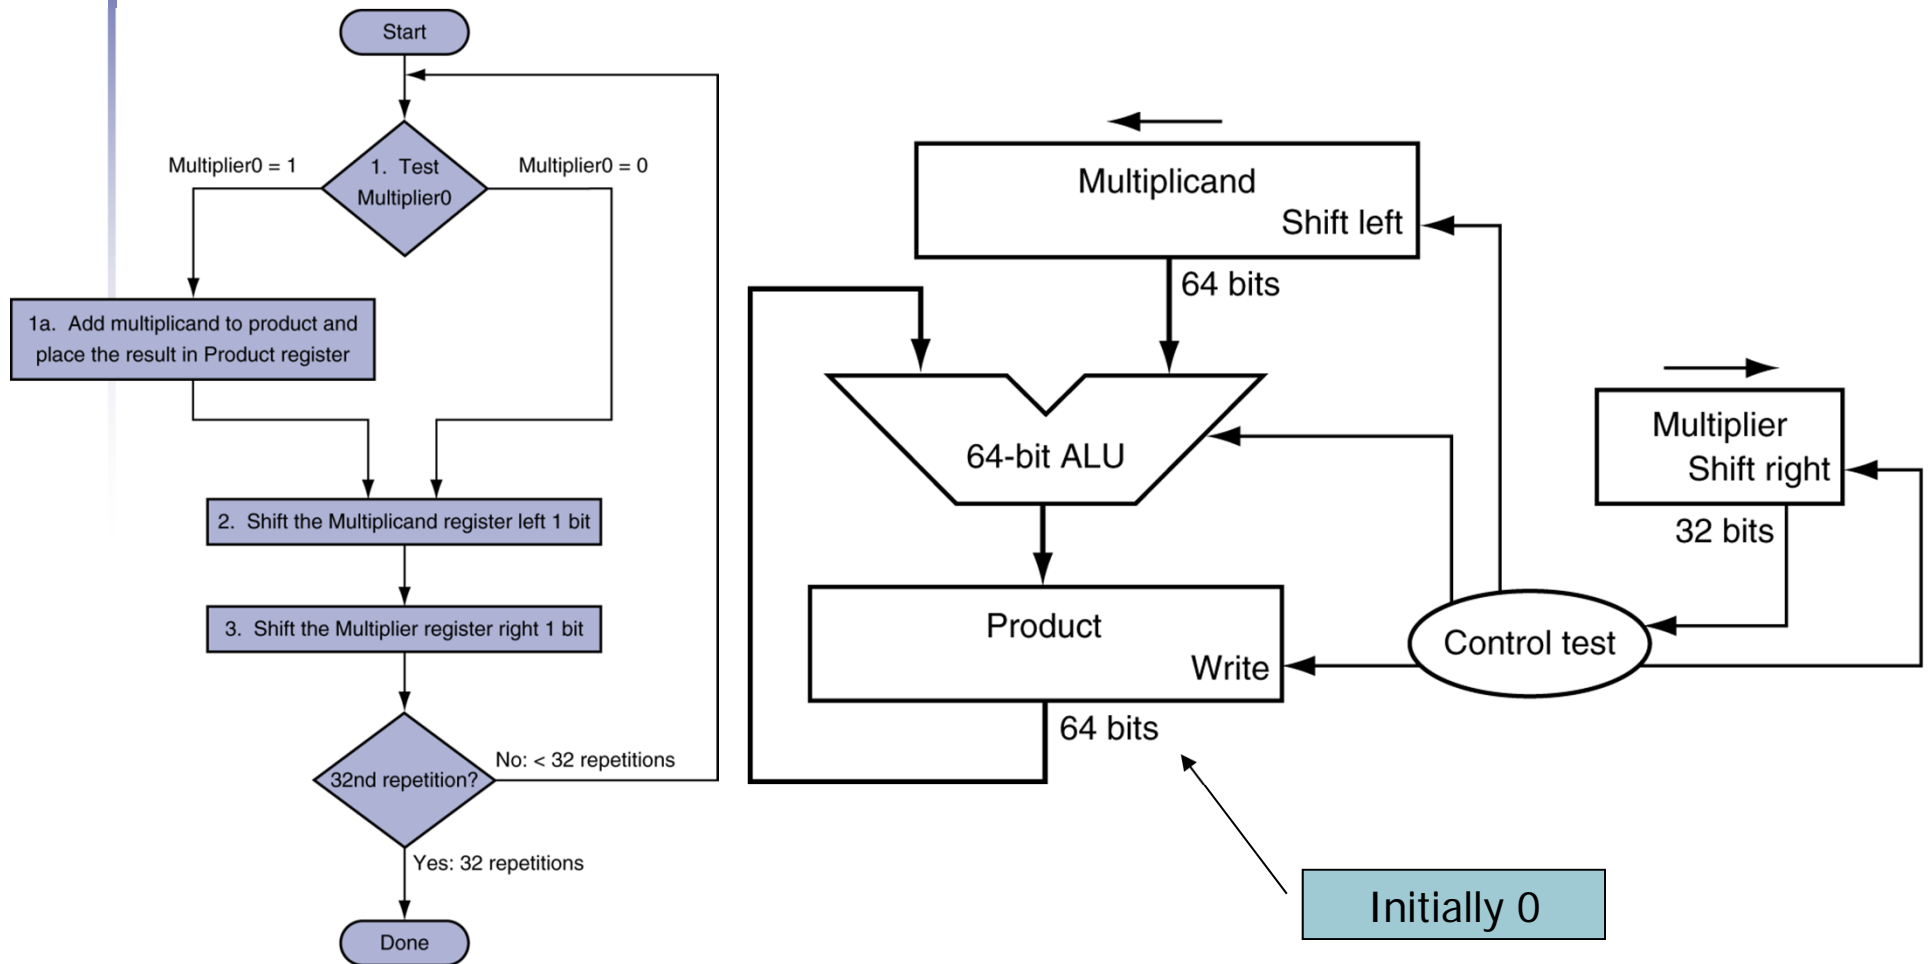 Start
Multiplier0 = 1
1. Test
Multiplier0
Multiplier0 = 0
1a. Add multiplicand to product and
place the result in Product register
2. Shift the Multiplicand register left 1 bit
3. Shift the Multiplier register right 1 bit
32nd repetition?
No: < 32 repetitions
Yes: 32 repetitions
Done
Multiplicand
Shift left
64 bits
64-bit ALU
Multiplier
Shift right
32 bits
Product
Write
Control test
64 bits
Initially 0